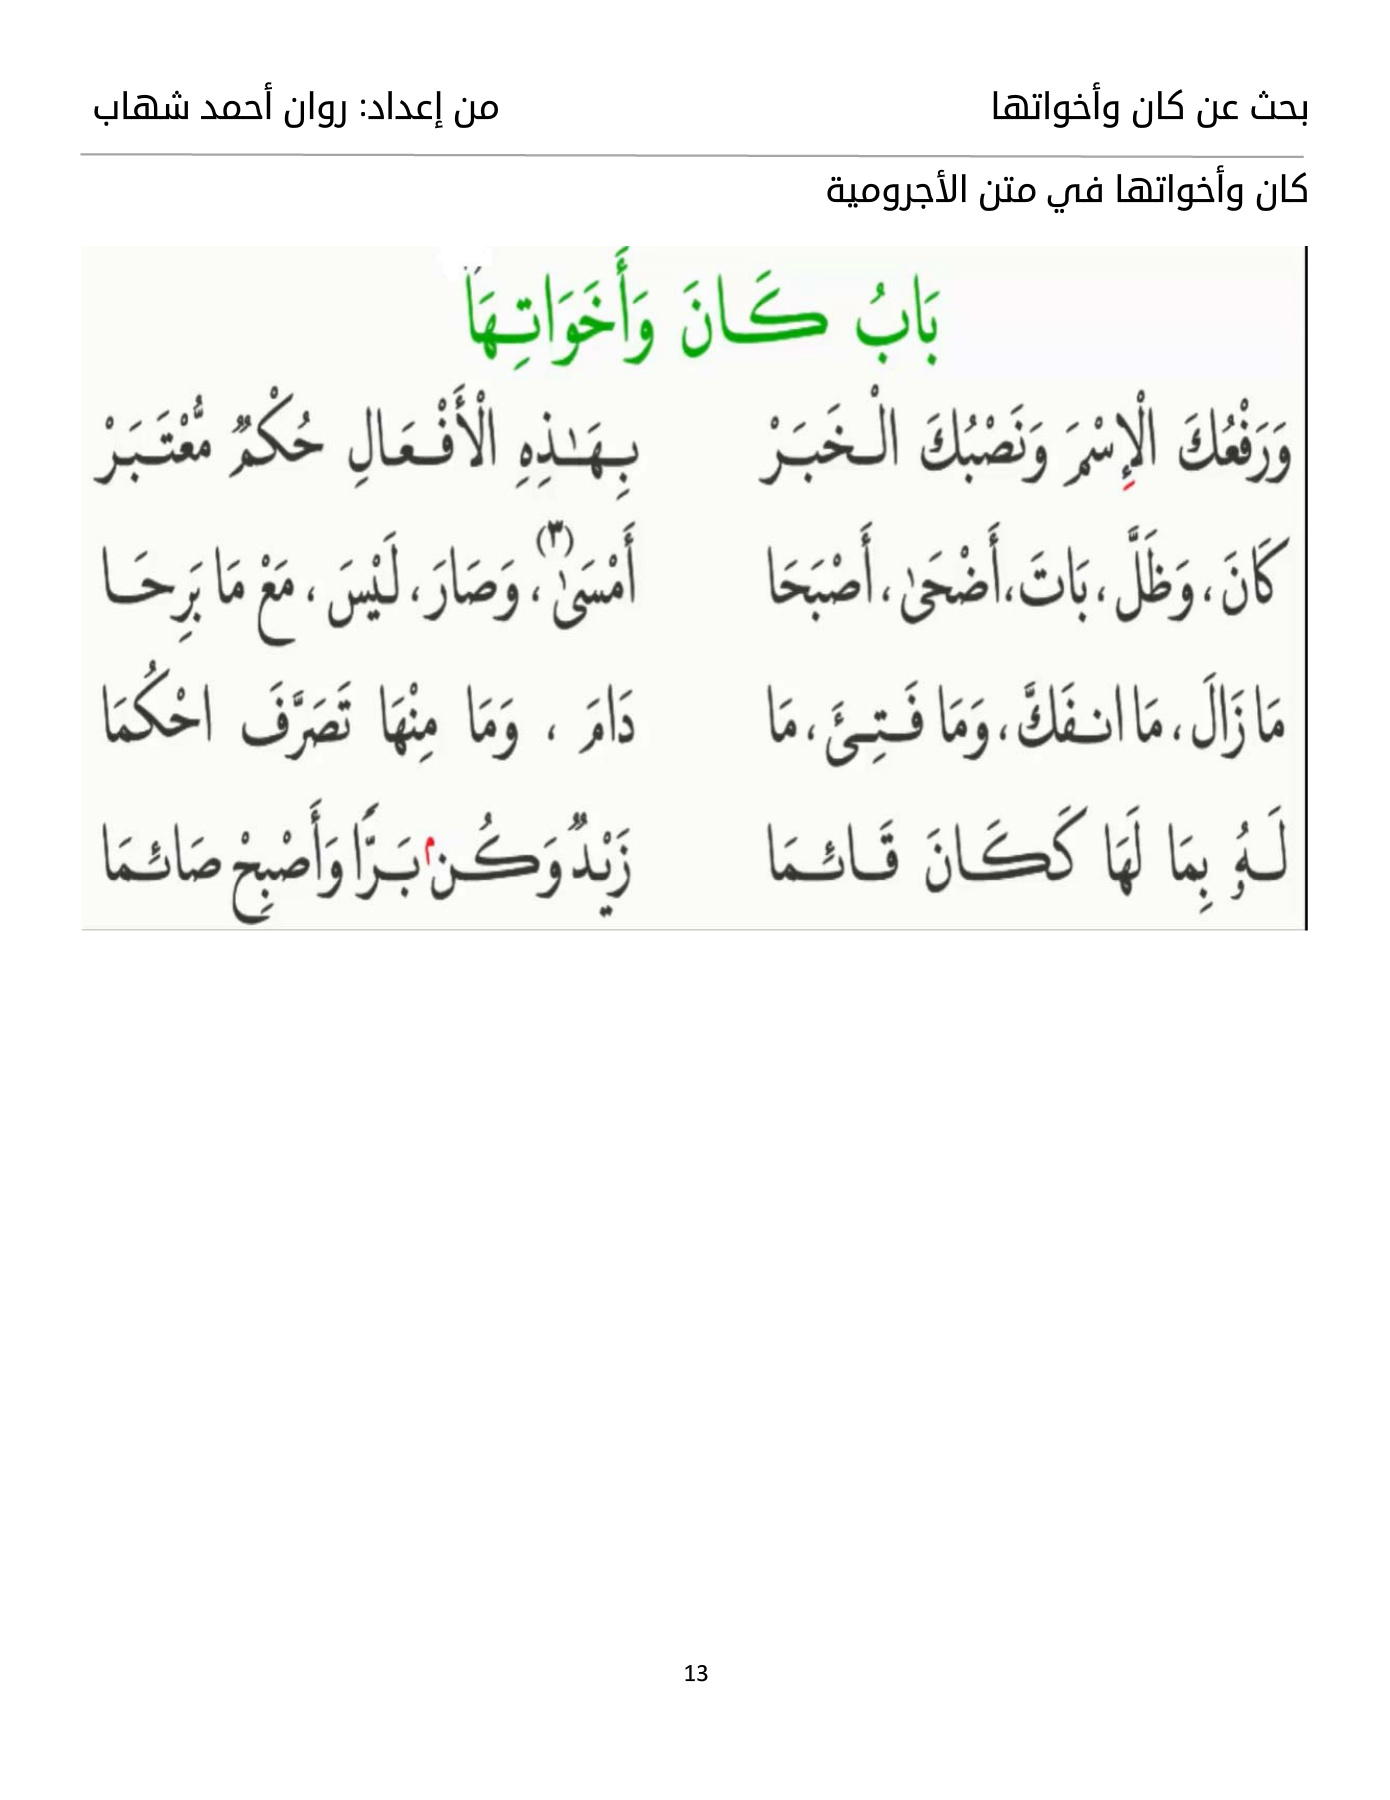 بحث عن كان وأخواتها من إعداد: روان أحمد شهاب
كان وأخواتها في متن الأجرومية
بَابُ كَانَ وَأَخَوَاتِهَا
وَرَفْعُكَ الْإِسْمَ وَنَصْبُكَ الْخَبَرْ بِهَٰذِهِ الْأَفْعَالِ حُكْمٌ مُّعْتَبَرْ
كَانَ، وَظَلَّ، بَاتَ، أَضْحَىٰ، أَصْبَحَا أَمْسَىٰ(٣)، وَصَارَ، لَيْسَ، مَعْ مَا بَرِحَا
مَا زَالَ، مَا انفَكَّ، وَمَا فَتِئَ، مَا دَامَ، وَمَا مِنْهَا تَصَرَّفَ احْكُمَا
لَهُۥ بِمَا لَهَا كَكَانَ قَائِمَا زَيْدٌ وَكُنۢ بَرًّا وَأَصْبِحْ صَائِمَا
13